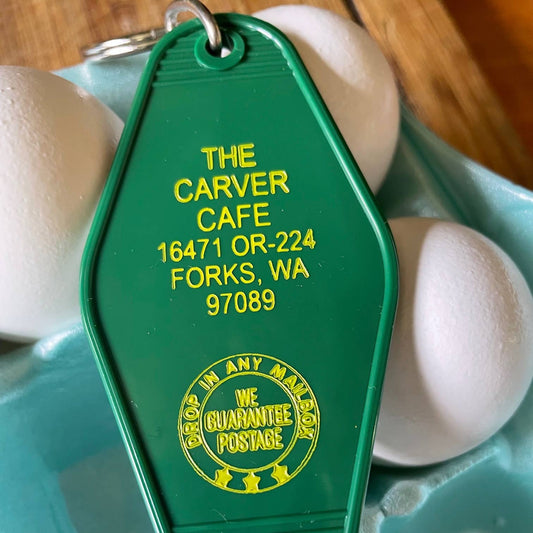 THE
CARVER
CAFE
16471 OR-224
FORKS, WA
97089
DROP IN ANY MAILBOX
WE
GUARANTEE
POSTAGE